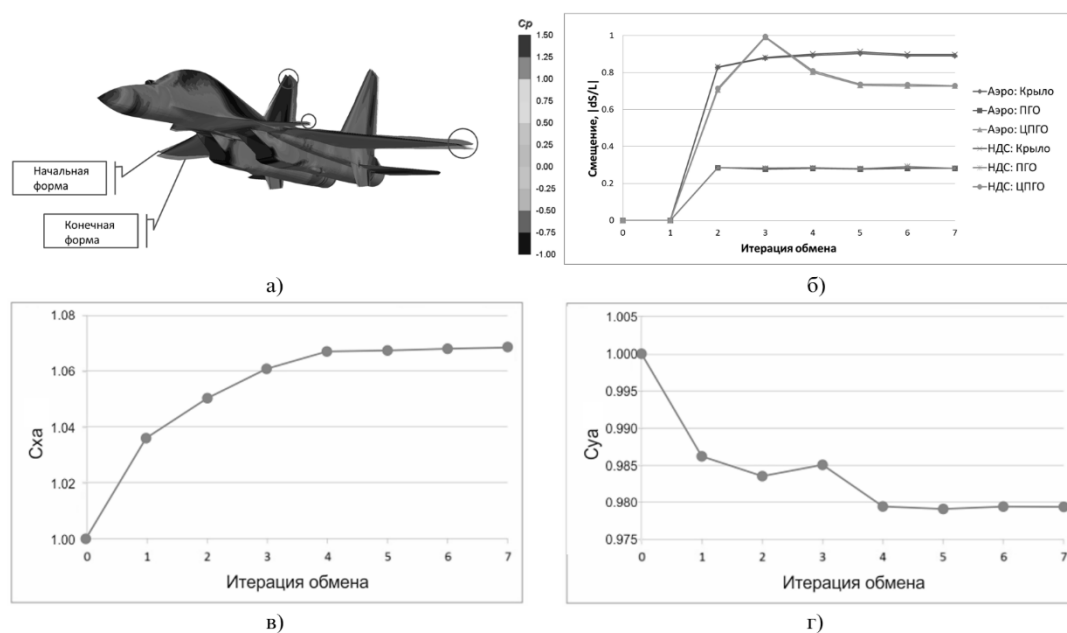 Cp
1.50
1.25
1.00
0.50
0.25
0.00
-0.25
-0.50
-0.75
-1.00
Начальная
форма
Конечная
форма
а)
Смещение, |dS/L|
1
0.8
0.6
0.4
0.2
0
0 1 2 3 4 5 6 7
Итерация обмена
Аэро: Крыло
Аэро: ПГО
Аэро: ЦПГО
НДС: Крыло
НДС: ПГО
НДС: ЦПГО
б)
Cxa
1.08
1.06
1.04
1.02
1.00
0 1 2 3 4 5 6 7
Итерация обмена
в)
Cya
1.005
1.000
0.995
0.990
0.985
0.980
0.975
0 1 2 3 4 5 6 7
Итерация обмена
г)